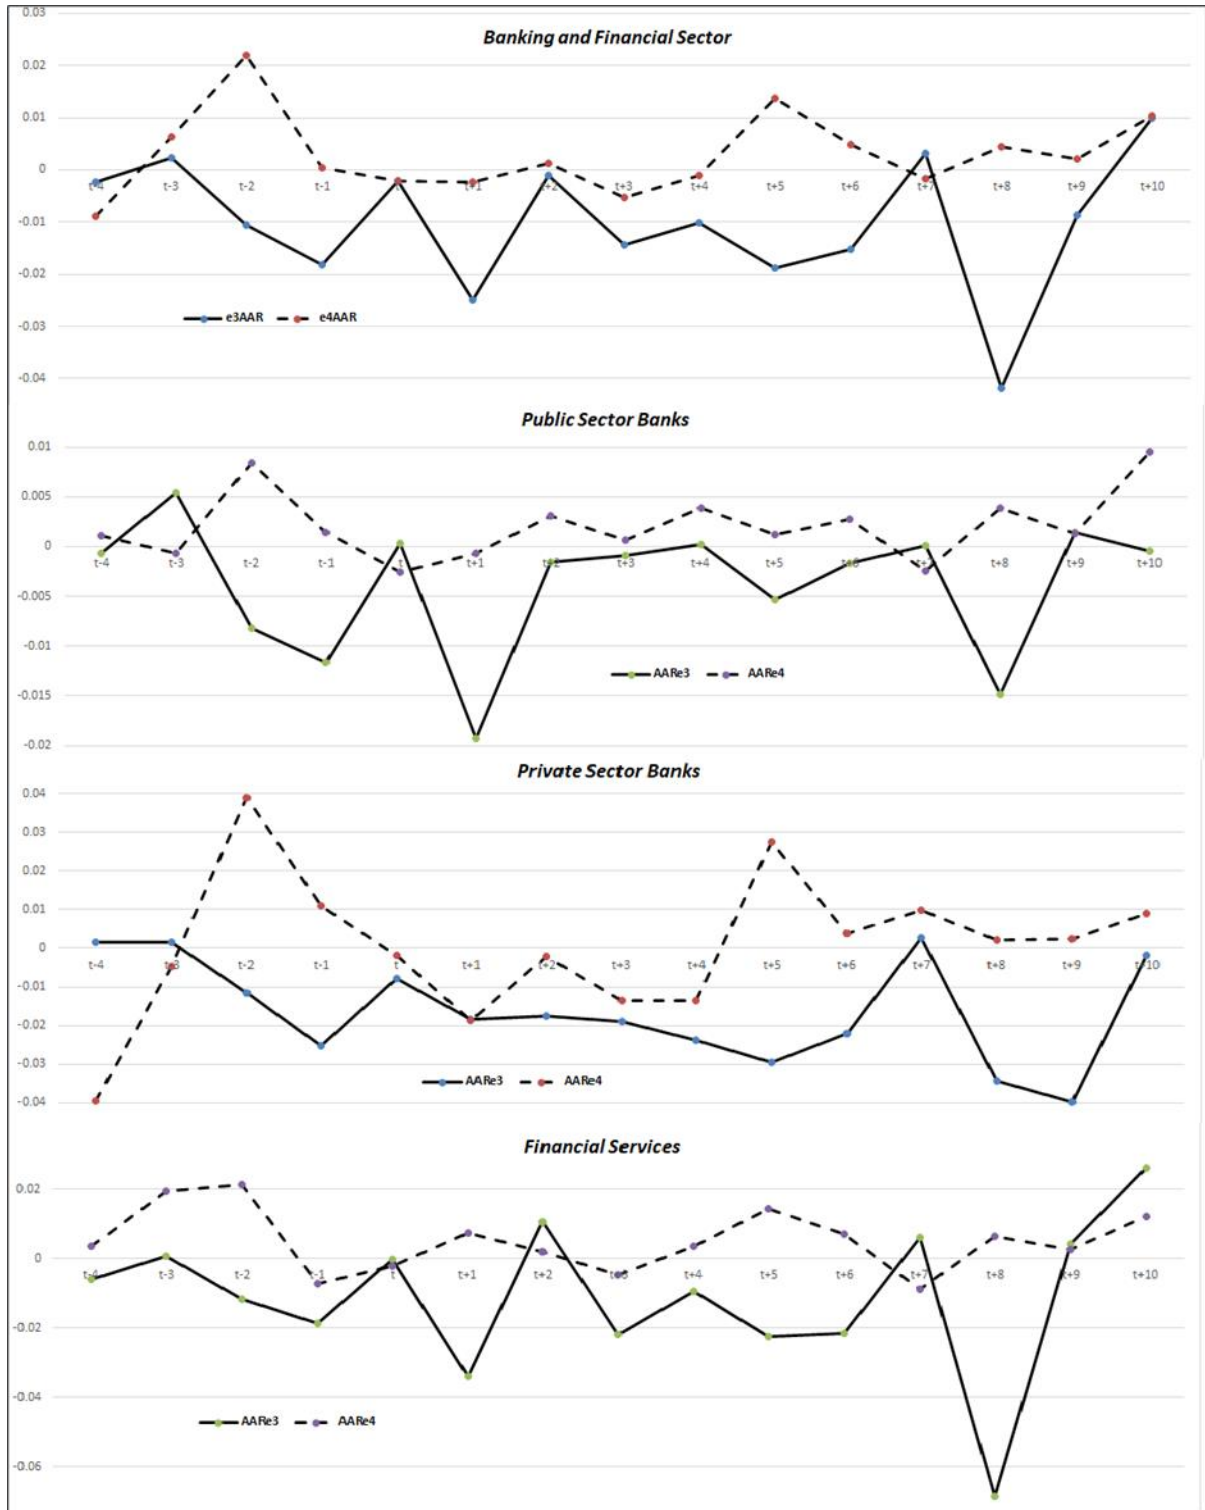 0.03
Banking and Financial Sector
0.02
0.01
0
t-4 t-3 t-2 t-1 t t+1 t+2 t+3 t+4 t+5 t+6 t+7 t+8 t+9 t+10
-0.01
-0.02
-0.03
e3AAR e4AAR
-0.04
Public Sector Banks
0.01
0.005
0
t-4 t-3 t-2 t-1 t t+1 t+2 t+3 t+4 t+5 t+6 t+7 t+8 t+9 t+10
-0.005
-0.01
AARe3 AARe4
-0.015
-0.02
Private Sector Banks
0.04
0.03
0.02
0.01
0
t-4 t-3 t-2 t-1 t t+1 t+2 t+3 t+4 t+5 t+6 t+7 t+8 t+9 t+10
-0.01
-0.02
-0.03
AARe3 AARe4
-0.04
Financial Services
0.02
0
t-4 t-3 t-2 t-1 t t+1 t+2 t+3 t+4 t+5 t+6 t+7 t+8 t+9 t+10
-0.02
-0.04
AARe3 AARe4
-0.06